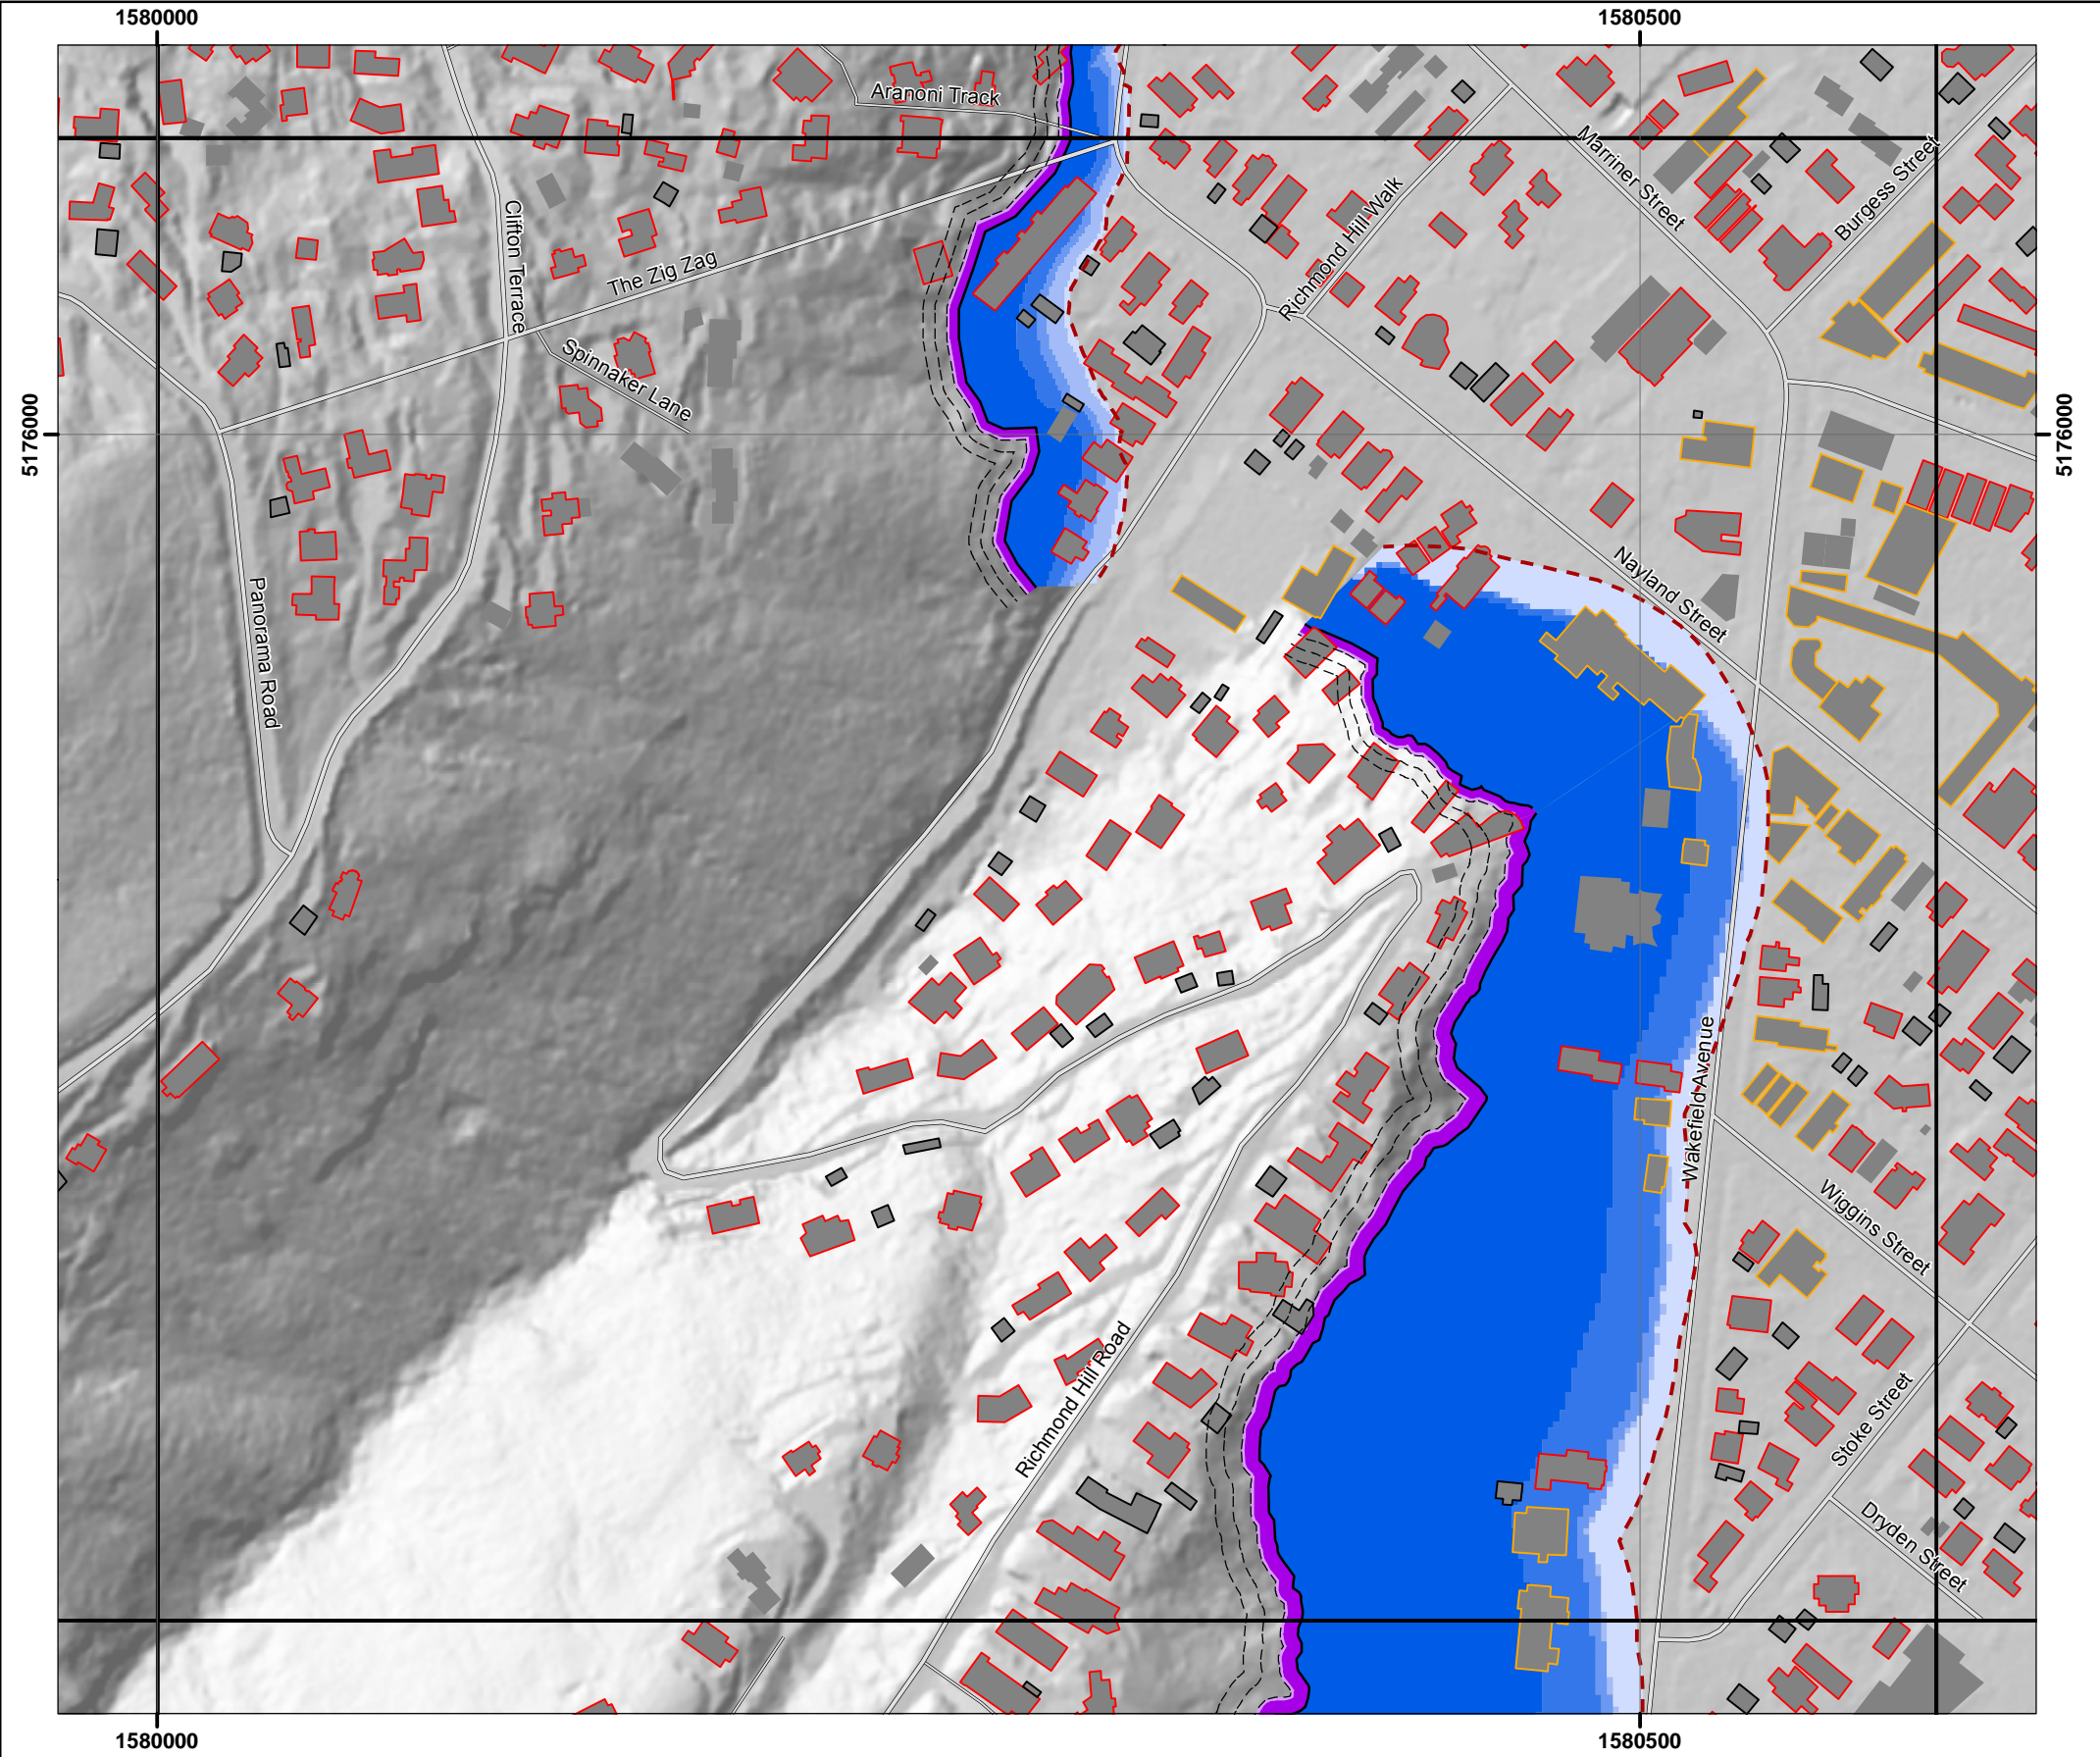 1580000
1580500
Aranoni Track
Marriner Street
Burgess Street
Richmond Hill Walk
Clifton Terrace
The Zig Zag
Spinnaker Lane
5176000
5176000
Nayland Street
Panorama Road
Wakefield Avenue
Wiggins Street
Richmond Hill Road
Stoke Street
Dryden Street
1580000
1580500